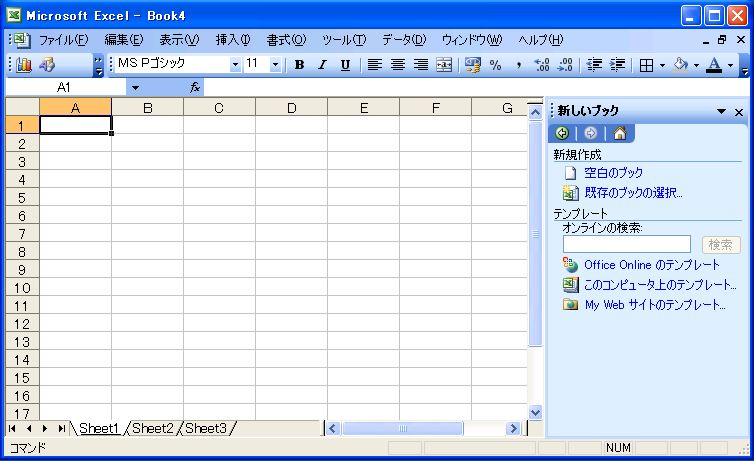 Microsoft Excel - Book4
ファイル(F) 編集(E) 表示(V) 挿入(I) 書式(O) ツール(T) データ(D) ウィンドウ(W) ヘルプ(H)
MS Pゴシック 11 B I U
A1 fx
A B C D E F G
1
2
3
4
5
6
7
8
9
10
11
12
13
14
15
16
17
新しいブック
新規作成
空白のブック
既存のブックの選択...
テンプレート
オンラインの検索:
検索
Office Online のテンプレート
このコンピュータ上のテンプレート...
My Web サイトのテンプレート...
Sheet1 Sheet2 Sheet3
コマンド NUM